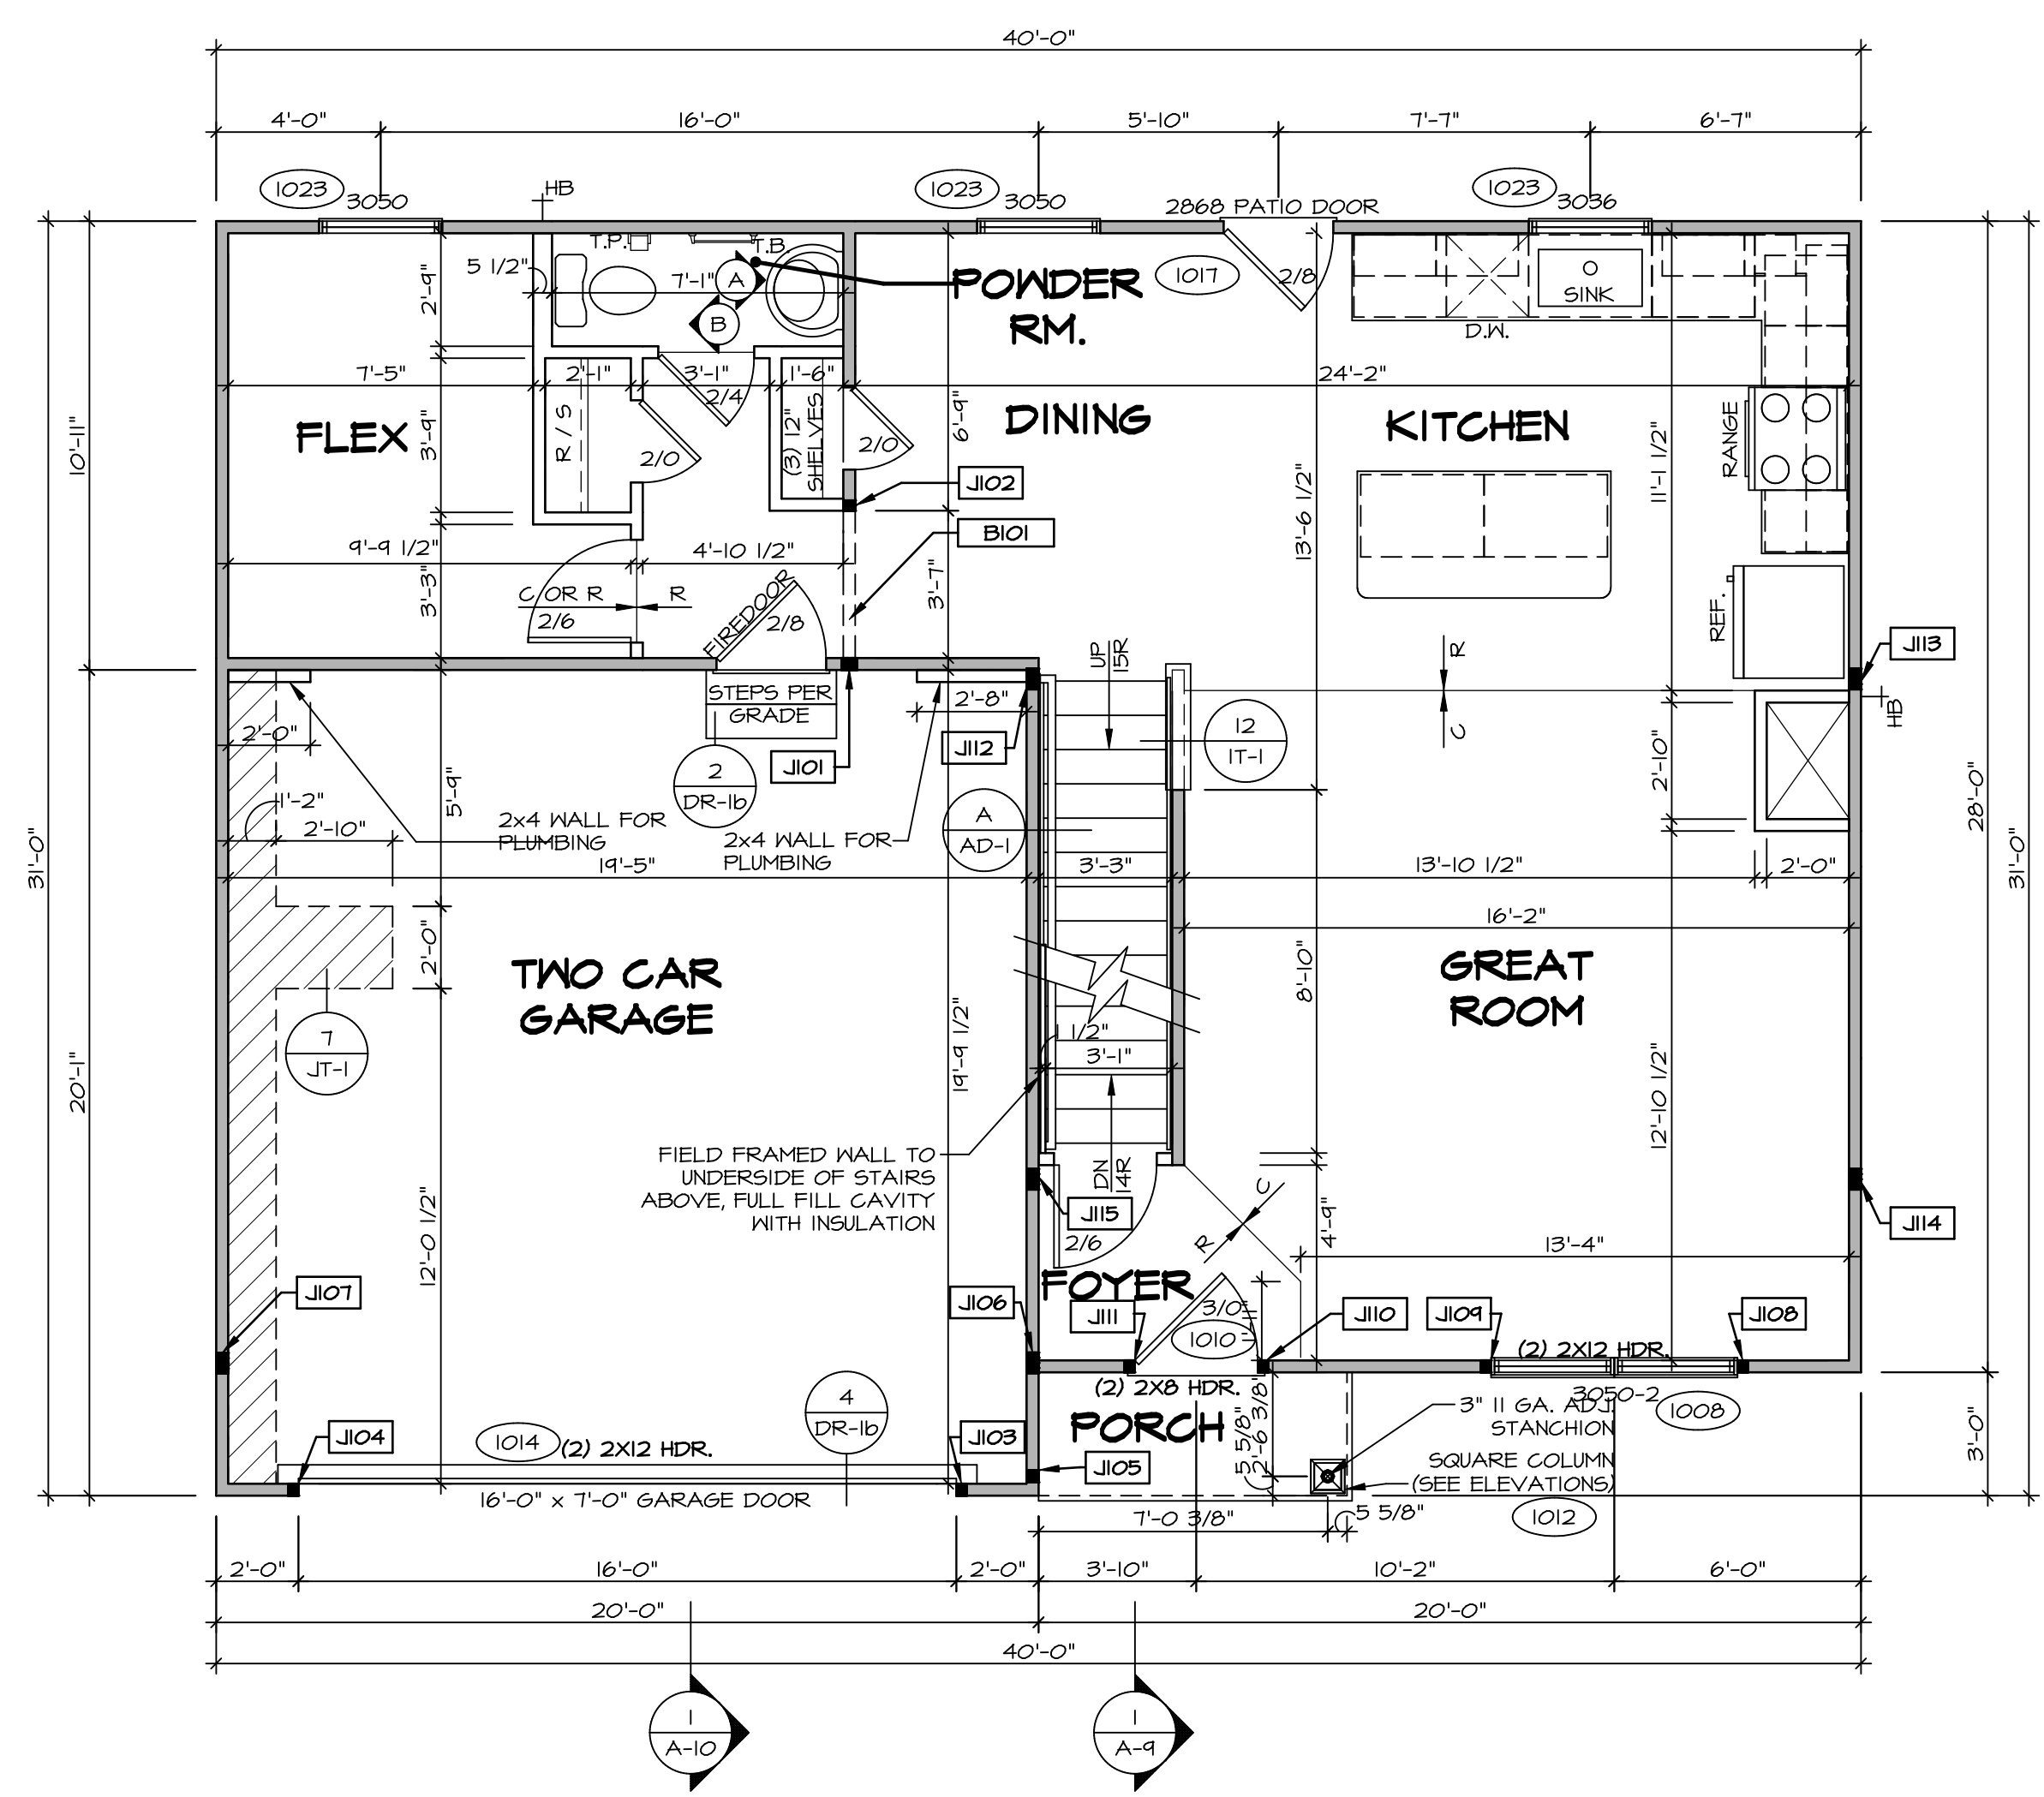 40'-0"
4'-0"
16'-0"
5'-10"
7'-7"
6'-7"
1023
3050
HB
1023
3050
2868 PATIO DOOR
1023
3036
T.P.
T.B.
5 1/2"
2'-9"
7'-1"
A
B
POWDER
RM.
1017
2/8
SINK
D.W.
7'-5"
2'-1"
3'-1"
1'-6"
24'-2"
2/4
FLEX
3'-9"
R / S
2/0
(3) 12"
SHELVES
2/0
6'-9"
DINING
KITCHEN
11'-1 1/2"
RANGE
10'-11"
J102
B101
13'-6 1/2"
9'-9 1/2"
4'-10 1/2"
3'-3"
C OR R
R
2/6
FIREDOOR
2/8
3'-7"
REF.
UP
15R
R
C
J113
HB
STEPS PER
GRADE
2'-8"
2'-0"
J112
J101
12
IT-1
2
DR-1b
5'-9"
1'-2"
2'-10"
2x4 WALL FOR
PLUMBING
2x4 WALL FOR
PLUMBING
A
AD-1
2'-10"
28'-0"
31'-0"
31'-0"
19'-5"
3'-3"
13'-10 1/2"
2'-0"
16'-2"
2'-0"
TWO CAR
GARAGE
8'-10"
GREAT
ROOM
19'-9 1/2"
1 1/2"
3'-1"
7
JT-1
20'-1"
12'-10 1/2"
FIELD FRAMED WALL TO
UNDERSIDE OF STAIRS
ABOVE, FULL FILL CAVITY
WITH INSULATION
DN
14R
J115
2/6
C
R
4'-9"
J114
13'-4"
12'-0 1/2"
FOYER
J107
J106
J111
3/0
1'-11"
1010
J110
J109
J108
(2) 2X12 HDR.
(2) 2X8 HDR.
3050-2
1008
PORCH
4
DR-1b
3" 11 GA. ADJ.
STANCHION
SQUARE COLUMN
(SEE ELEVATIONS)
1012
5 5/8"
2'-6 3/8"
3'-0"
J104
1014
(2) 2X12 HDR.
J103
J105
16'-0" x 7'-0" GARAGE DOOR
7'-0 3/8"
5 5/8"
2'-0"
16'-0"
2'-0"
3'-10"
10'-2"
6'-0"
20'-0"
20'-0"
40'-0"
1
A-10
1
A-9